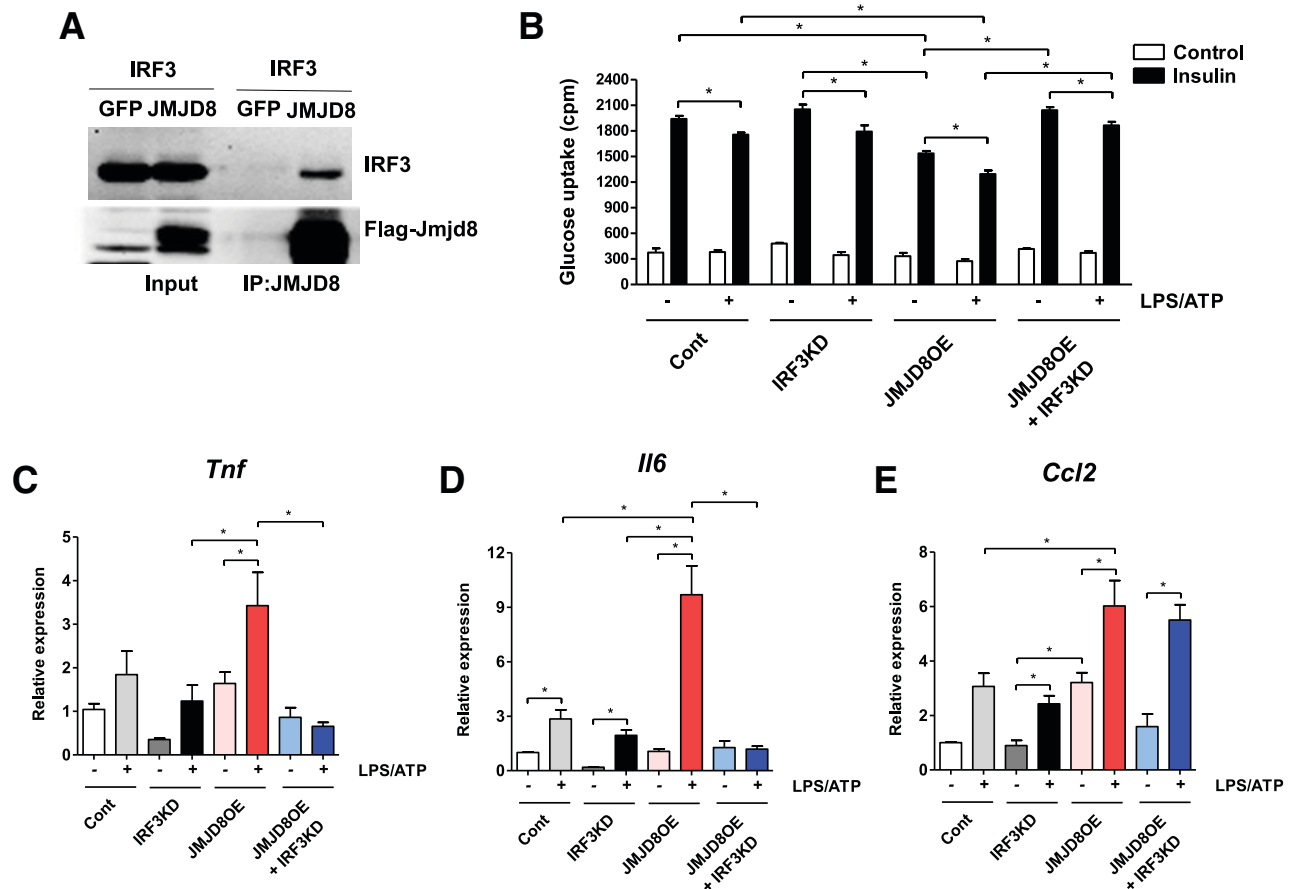 A
IRF3 IRF3
GFP JMJD8 GFP JMJD8
IRF3
Flag-Jmjd8
Input IP:JMJD8
B
* 
*
*
* *
* * * *
Control
Insulin
Glucose uptake (cpm)
2400
2100
1800
1500
1200
900
600
300
0
- + - + - + - + LPS/ATP
Cont IRF3KD JMJD8OE JMJD8OE
+ IRF3KD
C
Tnf
* * *
Relative expression
5
4
3
2
1
0
- + - + - + - + LPS/ATP
Cont IRF3KD JMJD8OE JMJD8OE
+ IRF3KD
D
Il6
* * * * * *
Relative expression
12
9
6
3
0
- + - + - + - + LPS/ATP
Cont IRF3KD JMJD8OE JMJD8OE
+ IRF3KD
E
Ccl2
* * * * *
Relative expression
8
6
4
2
0
- + - + - + - + LPS/ATP
Cont IRF3KD JMJD8OE JMJD8OE
+ IRF3KD